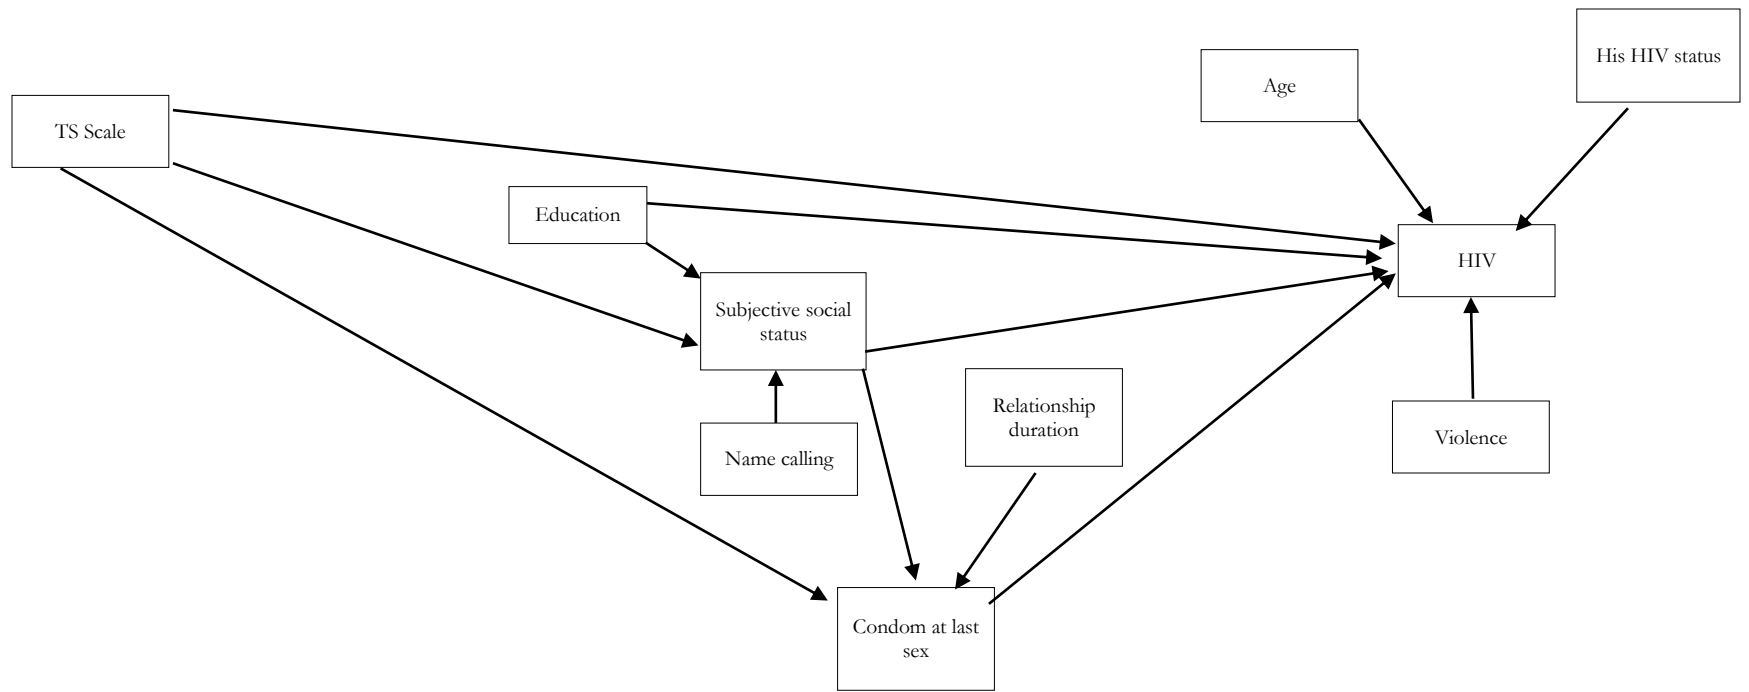 His HIV status
Age
TS Scale
Education
HIV
Subjective social
status
Relationship
duration
Violence
Name calling
Condom at last
sex